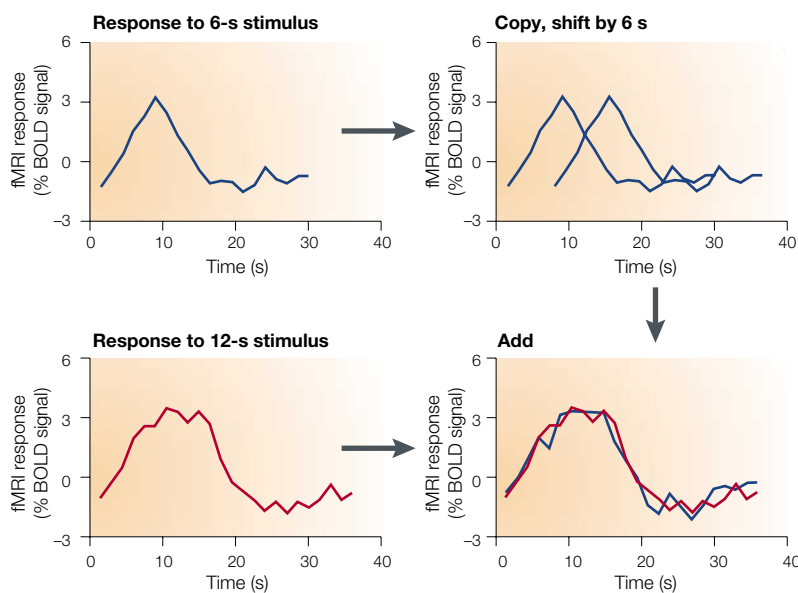 Response to 6-s stimulus
6
3
0
–3
fMRI response
(% BOLD signal)
0 10 20 30 40
Time (s)
Copy, shift by 6 s
6
3
0
–3
fMRI response
(% BOLD signal)
0 10 20 30 40
Time (s)
Response to 12-s stimulus
6
3
0
–3
fMRI response
(% BOLD signal)
0 10 20 30 40
Time (s)
Add
6
3
0
–3
fMRI response
(% BOLD signal)
0 10 20 30 40
Time (s)